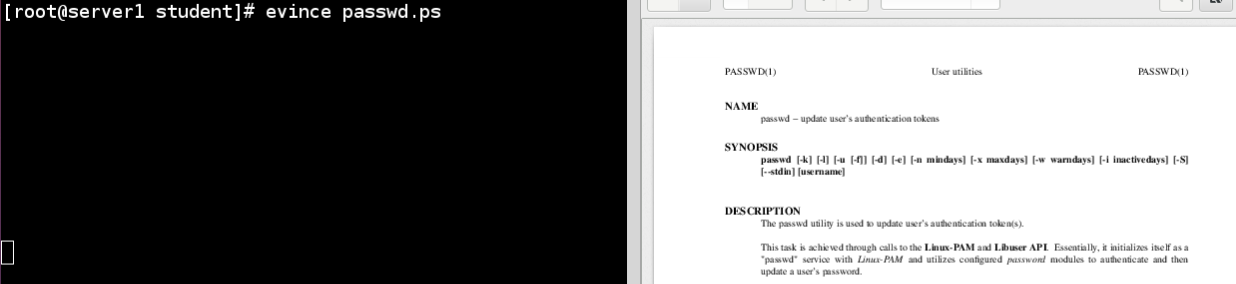 [root@server1 student]# evince passwd.ps
PASSWD(1) User utilities PASSWD(1)
NAME
passwd – update user's authentication tokens
SYNOPSIS
passwd [-k] [-l] [-u [-f]] [-d] [-e] [-n mindays] [-x maxdays] [-w warndays] [-i inactivedays] [-S]
[--stdin] [username]
DESCRIPTION
The passwd utility is used to update user's authentication token(s).
This task is achieved through calls to the Linux-PAM and Libuser API. Essentially, it initializes itself as a
"passwd" service with Linux-PAM and utilizes configured password modules to authenticate and then
update a user's password.